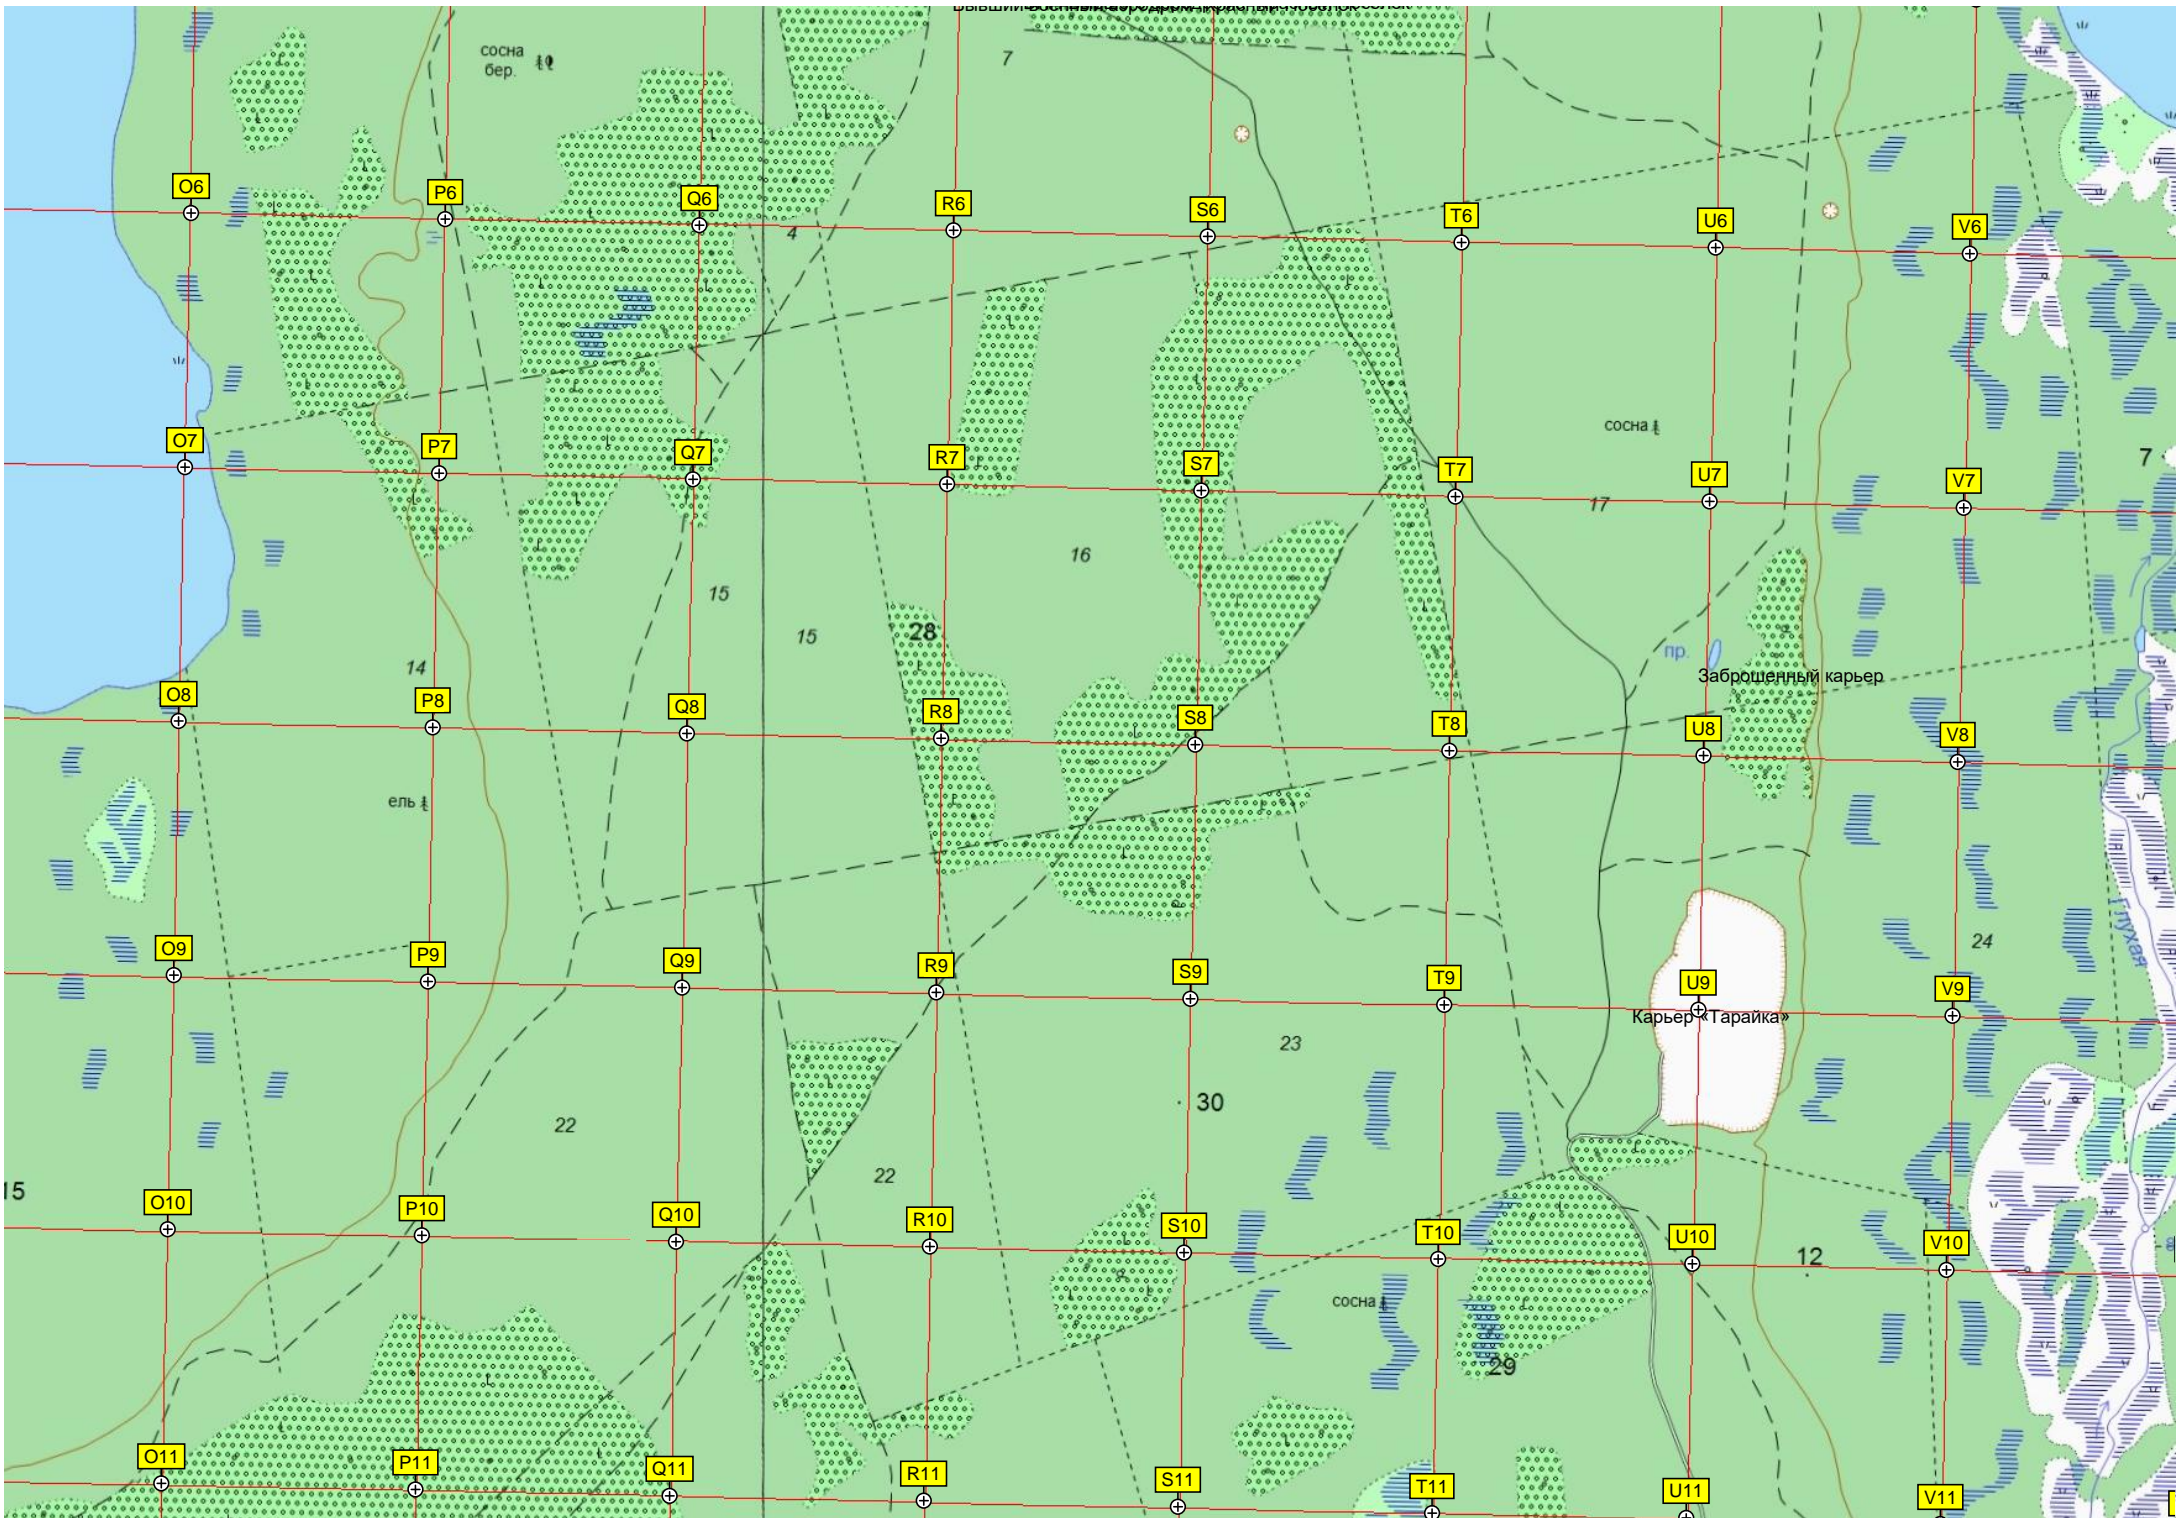 сосна
бер.
7
O6
P6
Q6
R6
S6
T6
U6
V6
4
сосна
O7
P7
Q7
R7
S7
T7
U7
V7
7
17
16
15
15
28
14
пр.
Заброшенный карьер
O8
P8
Q8
R8
S8
T8
U8
V8
ель
24
Глухая
O9
P9
Q9
R9
S9
T9
U9
V9
Карьер «Тарайка»
23
30
22
22
15
O10
P10
Q10
R10
S10
T10
U10
V10
12
сосна
29
O11
P11
Q11
R11
S11
T11
U11
V11